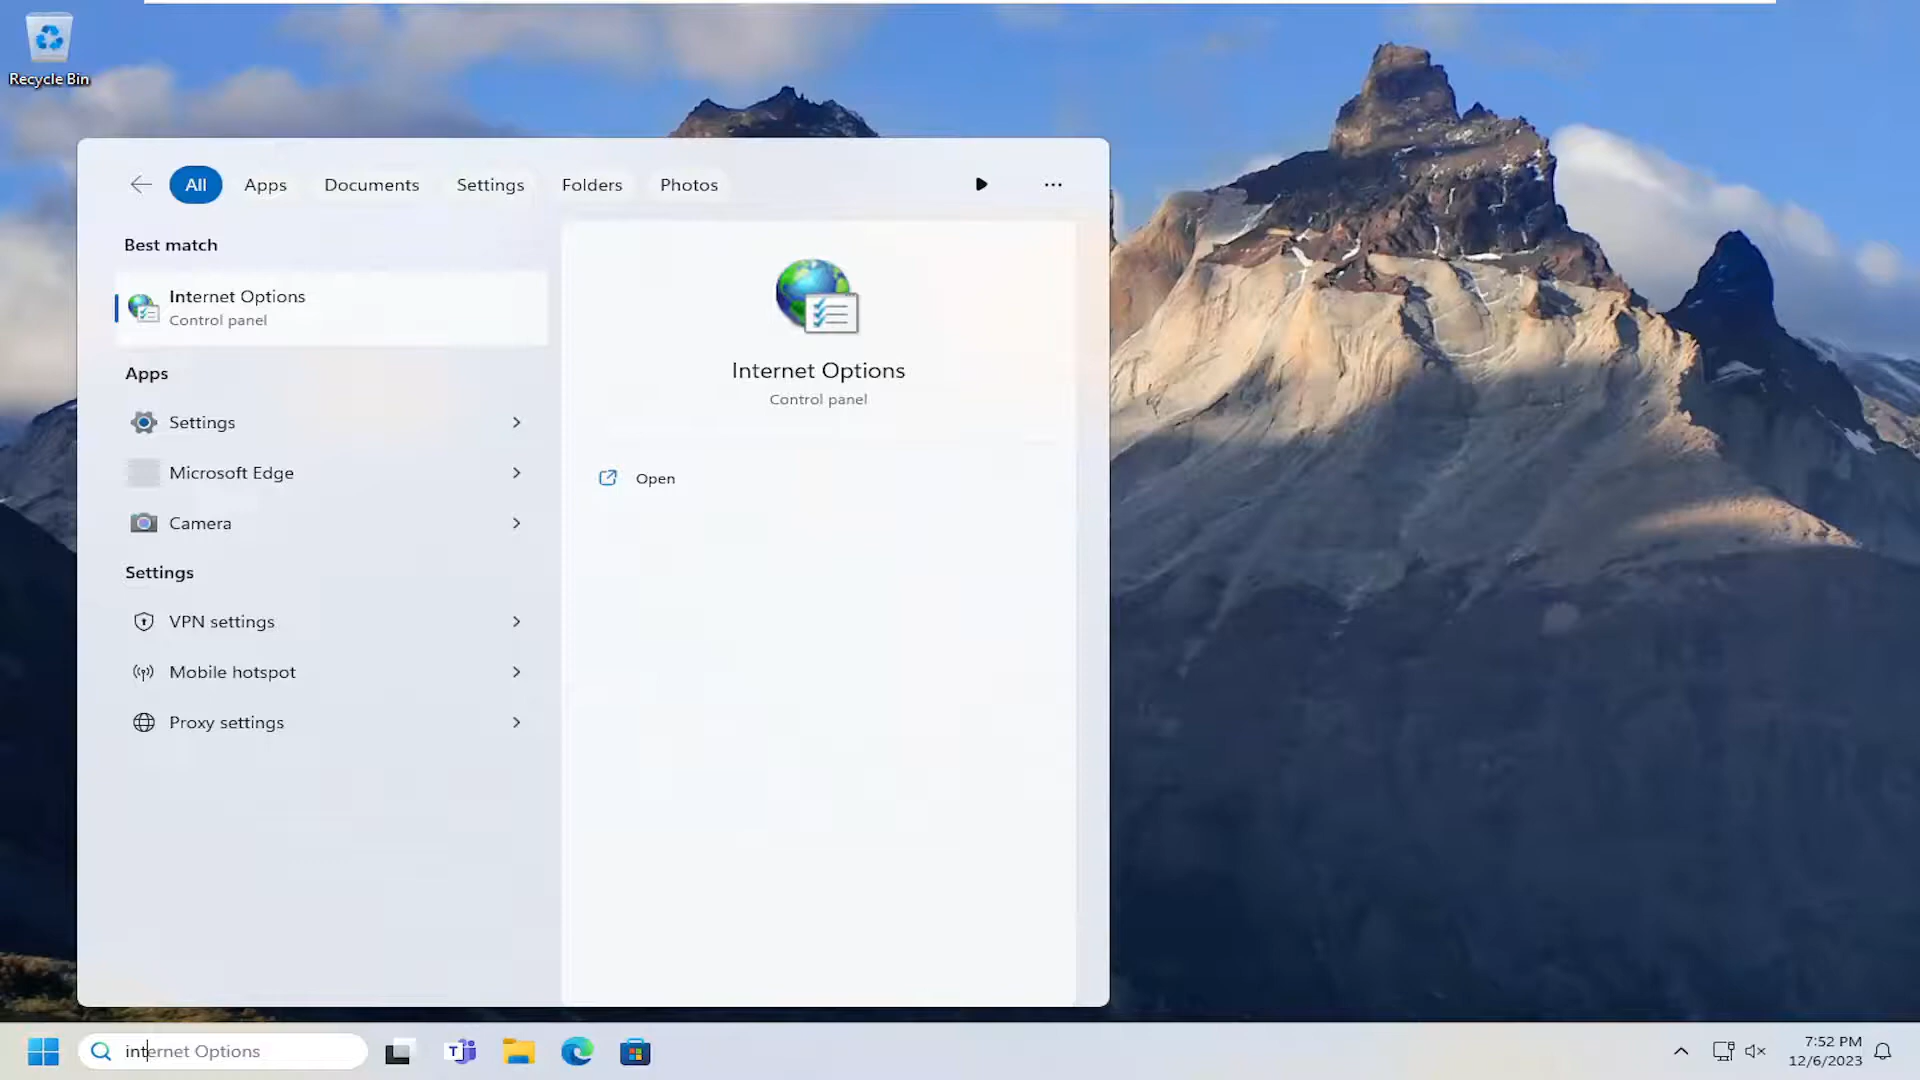 Recycle Bin
All
Apps
Documents
Settings
Folders
Photos
Best match
Internet Options
Control panel
Apps
Settings
Microsoft Edge
Camera
Settings
VPN settings
Mobile hotspot
Proxy settings
Internet Options
Control panel
Open
internet Options
7:52 PM
12/6/2023